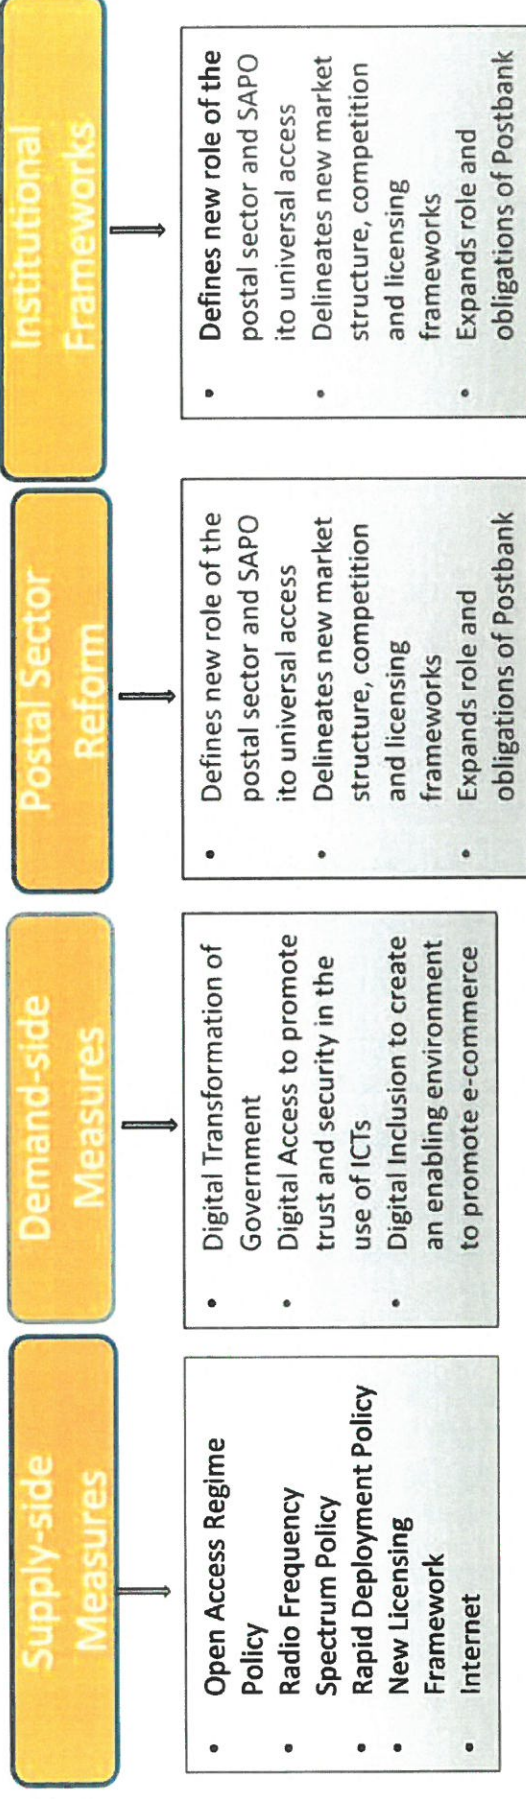 Supply-side
Measures
• Open Access Regime
Policy
• Radio Frequency
Spectrum Policy
• Rapid Deployment Policy
• New Licensing
Framework
• Internet
Demand-side
Measures
• Digital Transformation of
Government
• Digital Access to promote
trust and security in the
use of ICTs
• Digital Inclusion to create
an enabling environment
to promote e-commerce
Postal Sector
Reform
• Defines new role of the
postal sector and SAPO
ito universal access
• Delineates new market
structure, competition
and licensing
frameworks
• Expands role and
obligations of Postbank
Institutional
Frameworks
• Defines new role of the
postal sector and SAPO
ito universal access
• Delineates new market
structure, competition
and licensing
frameworks
• Expands role and
obligations of Postbank